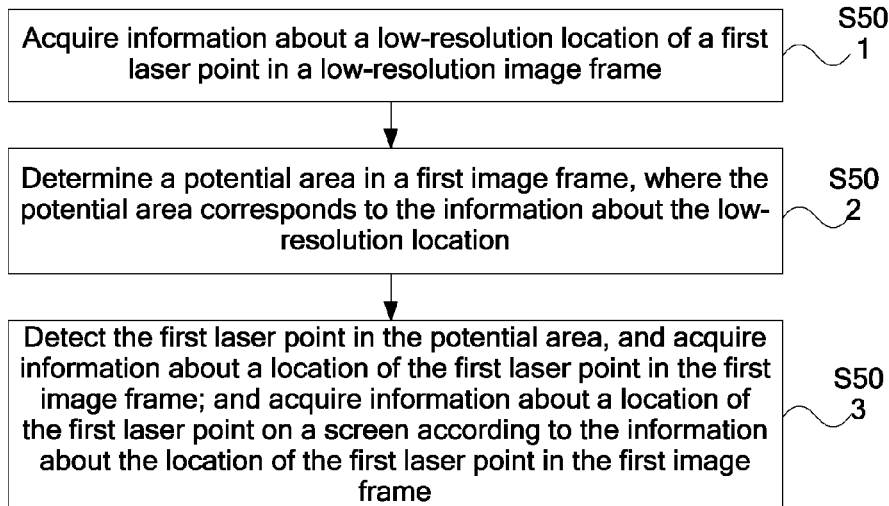 Acquire information about a low-resolution location of a first
laser point in a low-resolution image frame
S50
1
Determine a potential area in a first image frame, where the
potential area corresponds to the information about the low-
resolution location
S50
2
Detect the first laser point in the potential area, and acquire
information about a location of the first laser point in the first
image frame; and acquire information about a location of
the first laser point on a screen according to the information
about the location of the first laser point in the first image
frame
S50
3